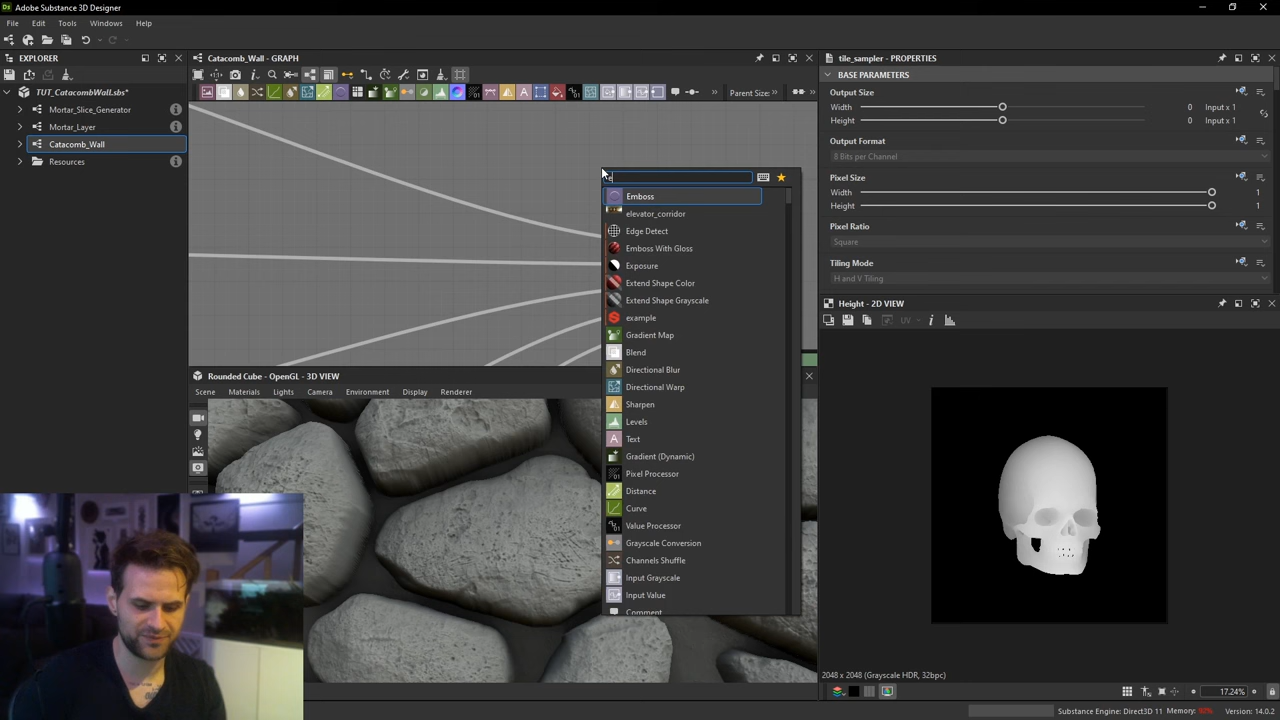 Ds Adobe Substance 3D Designer
File Edit Tools Windows Help
EXPLORER
TUT_CatacombWall.sbs*
Mortar_Slice_Generator
Mortar_Layer
Catacomb_Wall
Resources
Catacomb_Wall - GRAPH
Parent Size:
e
Emboss
elevator_corridor
Edge Detect
Emboss With Gloss
Exposure
Extend Shape Color
Extend Shape Grayscale
example
Gradient Map
Blend
Directional Blur
Directional Warp
Sharpen
Levels
Text
Gradient (Dynamic)
Pixel Processor
Distance
Curve
Value Processor
Grayscale Conversion
Channels Shuffle
Input Grayscale
Input Value
Comment
Rounded Cube - OpenGL - 3D VIEW
Scene Materials Lights Camera Environment Display Renderer
tile_sampler - PROPERTIES
BASE PARAMETERS
Output Size
Width 0 Input x 1
Height 0 Input x 1
Output Format
8 Bits per Channel
Pixel Size
Width 1
Height 1
Pixel Ratio
Square
Tiling Mode
H and V Tiling
Height - 2D VIEW
UV
2048 x 2048 (Grayscale HDR, 32bpc)
17.24%
Substance Engine: Direct3D 11 Memory: Version: 14.0.2